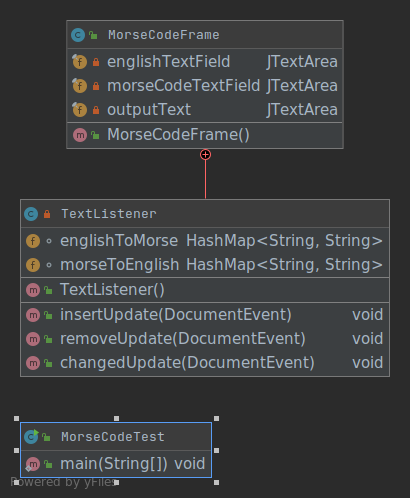 MorseCodeFrame
englishTextField JTextArea
morseCodeTextField JTextArea
outputText JTextArea
MorseCodeFrame()
TextListener
englishToMorse HashMap<String, String>
morseToEnglish HashMap<String, String>
TextListener()
insertUpdate(DocumentEvent) void
removeUpdate(DocumentEvent) void
changedUpdate(DocumentEvent) void
MorseCodeTest
main(String[]) void
Powered by yFiles